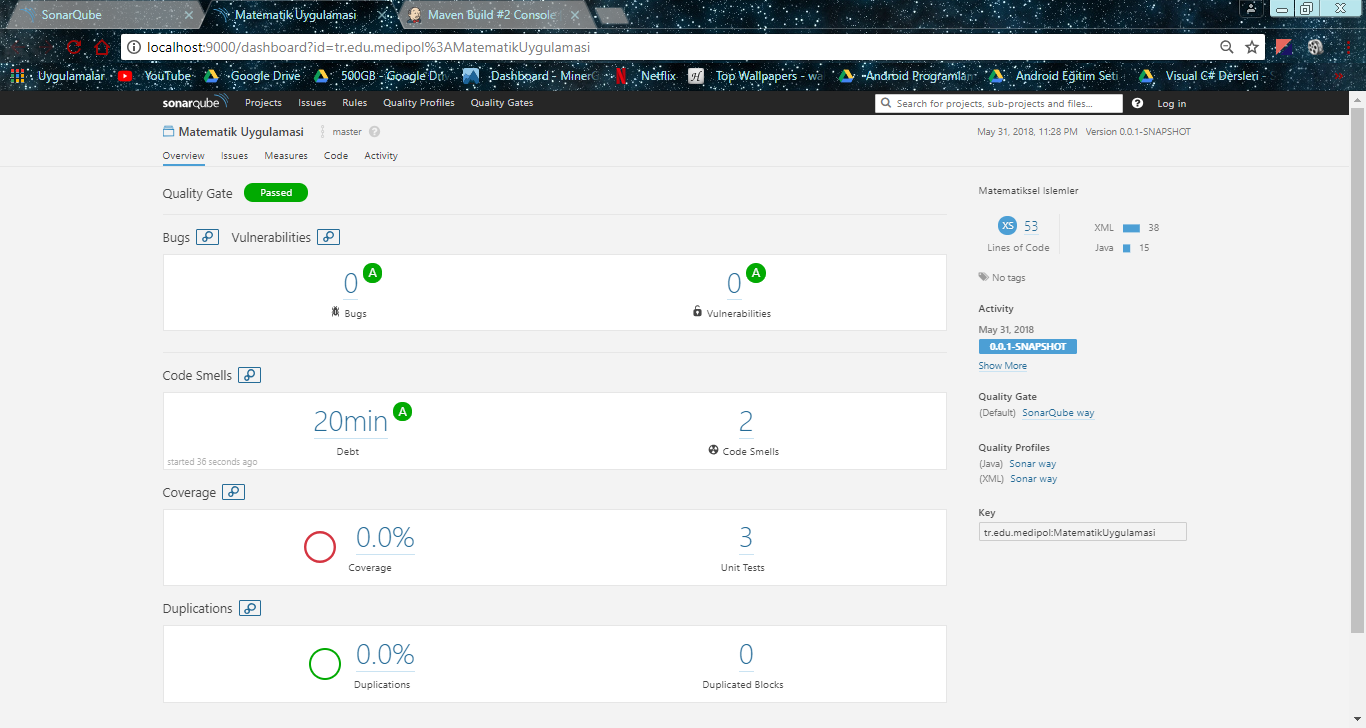 SonarQube
Matematik Uygulaması
Maven Build #2 Console
localhost:9000/dashboard?id=tr.edu.medipol%3AMatematikUygulamasi
Uygulamalar YouTube Google Drive 500GB - Google Dri Dashboard - MinerG Netflix Top Wallpapers - wa -Android Programlan Android Eğitim Seti Visual C# Dersleri -
sonarqube Projects Issues Rules Quality Profiles Quality Gates Search for projects, sub-projects and files... Log in
Matematik Uygulamasi master May 31, 2018, 11:28 PM Version 0.0.1-SNAPSHOT
Overview Issues Measures Code Activity
Quality Gate Passed
Bugs Vulnerabilities
0 A 0 A
Bugs Vulnerabilities
Code Smells
20min A 2
Debt Code Smells
started 36 seconds ago
Coverage
0.0% 3
Coverage Unit Tests
Duplications
0.0% 0
Duplications Duplicated Blocks
Matematiksel Islemler
XS 53
Lines of Code
XML 38
Java 15
No tags
Activity
May 31, 2018
0.0.1-SNAPSHOT
Show More
Quality Gate
(Default) SonarQube way
Quality Profiles
(Java) Sonar way
(XML) Sonar way
Key
tr.edu.medipol:MatematikUygulamasi